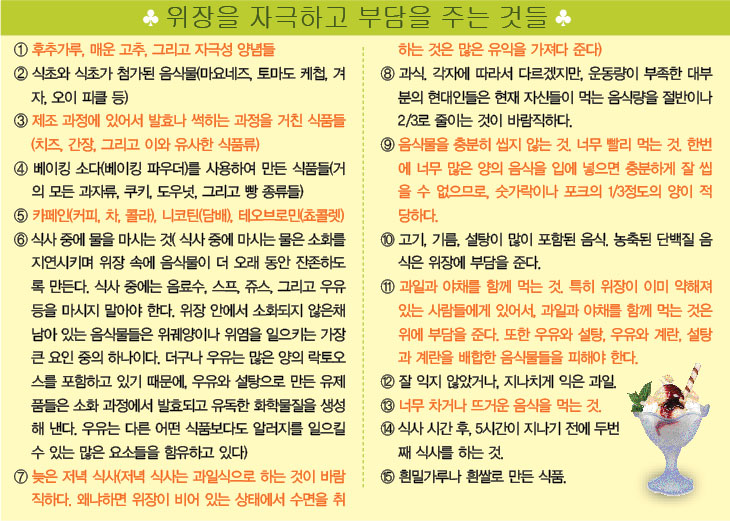 ♣ 위장을 자극하고 부담을 주는 것들 ♣
① 후추가루, 매운 고추, 그리고 자극성 양념들
② 식초와 식초가 첨가된 음식물(마요네즈, 토마도 케첩, 겨
자, 오이 피클 등)
③ 제조 과정에 있어서 발효나 썩히는 과정을 거친 식품들
(치즈, 간장, 그리고 이와 유사한 식품류)
④ 베이킹 소다(베이킹 파우더)를 사용하여 만든 식품들(거
의 모든 과자류, 쿠키, 도우넛, 그리고 빵 종류들)
⑤ 카페인(커피, 차, 콜라), 니코틴(담배), 테오브로민(쵸콜렛)
⑥ 식사 중에 물을 마시는 것( 식사 중에 마시는 물은 소화를
지연시키며 위장 속에 음식물이 더 오래 동안 잔존하도
록 만든다. 식사 중에는 음료수, 스프, 쥬스, 그리고 우유
등을 마시지 말아야 한다. 위장 안에서 소화되지 않은채
남아 있는 음식물들은 위궤양이나 위염을 일으키는 가장
큰 요인 중의 하나이다. 더구나 우유는 많은 양의 락토오
스를 포함하고 있기 때문에, 우유와 설탕으로 만든 유제
품들은 소화 과정에서 발효되고 유독한 화학물질을 생성
해 낸다. 우유는 다른 어떤 식품보다도 알러지를 일으킬
수 있는 많은 요소들을 함유하고 있다)
⑦ 늦은 저녁 식사(저녁 식사는 과일식으로 하는 것이 바람
직하다. 왜냐하면 위장이 비어 있는 상태에서 수면을 취
하는 것은 많은 유익을 가져다 준다)
⑧ 과식. 각자에 따라서 다르겠지만, 운동량이 부족한 대부
분의 현대인들은 현재 자신들이 먹는 음식량을 절반이나
2/3로 줄이는 것이 바람직하다.
⑨ 음식물을 충분히 씹지 않는 것. 너무 빨리 먹는 것. 한번
에 너무 많은 양의 음식을 입에 넣으면 충분하게 잘 씹
을 수 없으므로, 숫가락이나 포크의 1/3정도의 양이 적
당하다.
⑩ 고기, 기름, 설탕이 많이 포함된 음식. 농축된 단백질 음
식은 위장에 부담을 준다.
⑪ 과일과 야채를 함께 먹는 것. 특히 위장이 이미 약해져
있는 사람들에게 있어서, 과일과 야채를 함께 먹는 것은
위에 부담을 준다. 또한 우유와 설탕, 우유와 계란, 설탕
과 계란을 배합한 음식물들을 피해야 한다.
⑫ 잘 익지 않았거나, 지나치게 익은 과일.
⑬ 너무 차거나 뜨거운 음식을 먹는 것.
⑭ 식사 시간 후, 5시간이 지나기 전에 두번
째 식사를 하는 것.
⑮ 흰밀가루나 흰쌀로 만든 식품.